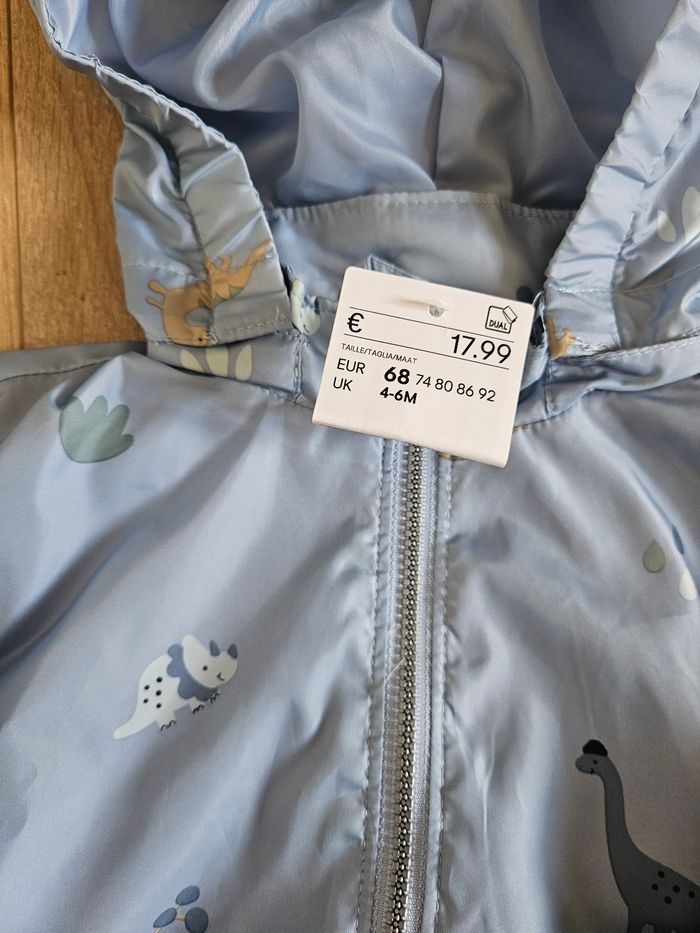 DUAL
€ 17.99
TAILLE/TAGLIA/MAAT
EUR 68 74 80 86 92
UK 4-6M